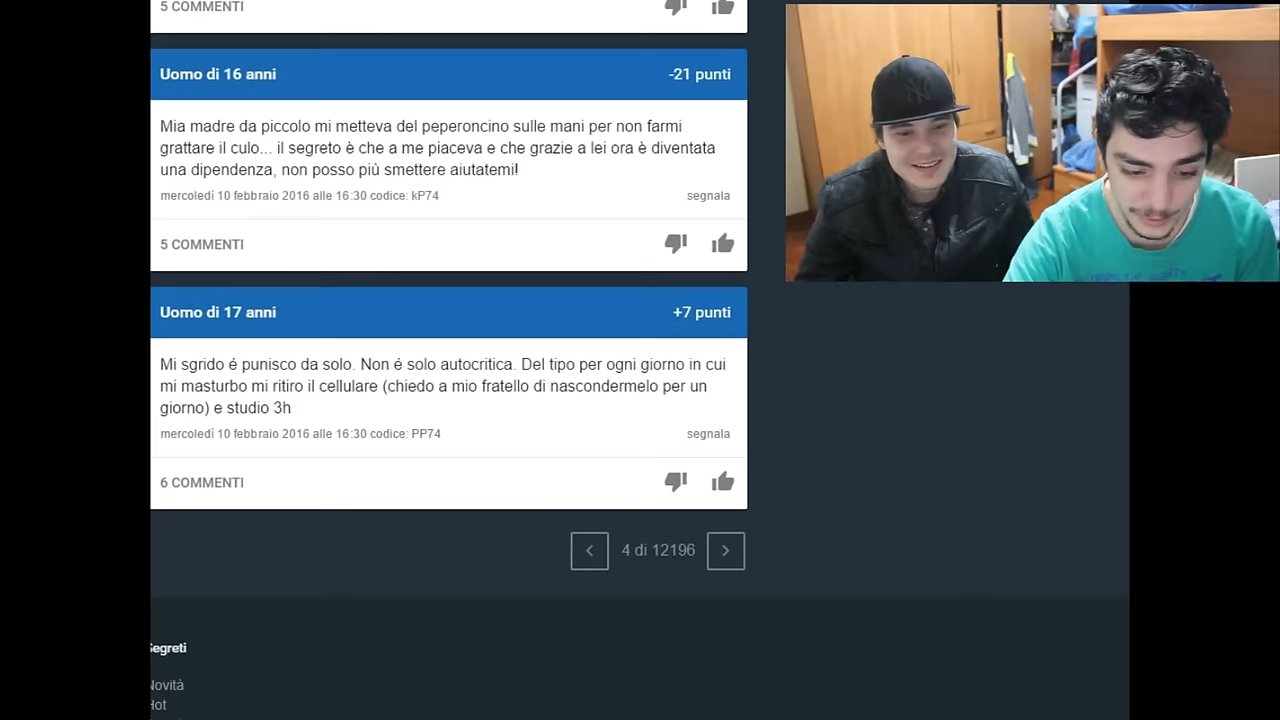 5 COMMENTI
Uomo di 16 anni
-21 punti
Mia madre da piccolo mi metteva del peperoncino sulle mani per non farmi
grattare il culo... il segreto è che a me piaceva e che grazie a lei ora è diventata
una dipendenza, non posso più smettere aiutatemi!
mercoledì 10 febbraio 2016 alle 16:30 codice: kP74
segnala
5 COMMENTI
Uomo di 17 anni
+7 punti
Mi sgrido é punisco da solo. Non é solo autocritica. Del tipo per ogni giorno in cui
mi masturbo mi ritiro il cellulare (chiedo a mio fratello di nascondermelo per un
giorno) e studio 3h
mercoledì 10 febbraio 2016 alle 16:30 codice: PP74
segnala
6 COMMENTI
4 di 12196
Segreti
Novità
Hot